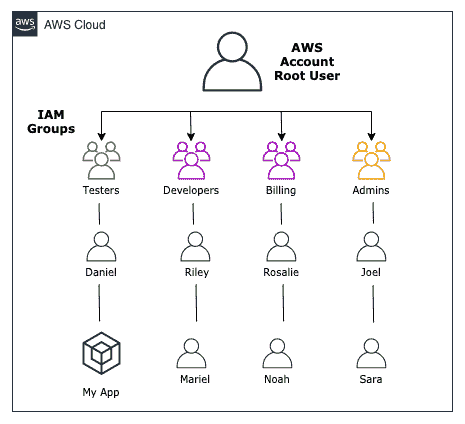 aws
AWS Cloud
AWS
Account
Root User
IAM
Groups
Testers
Developers
Billing
Admins
Daniel
Riley
Rosalie
Joel
My App
Mariel
Noah
Sara